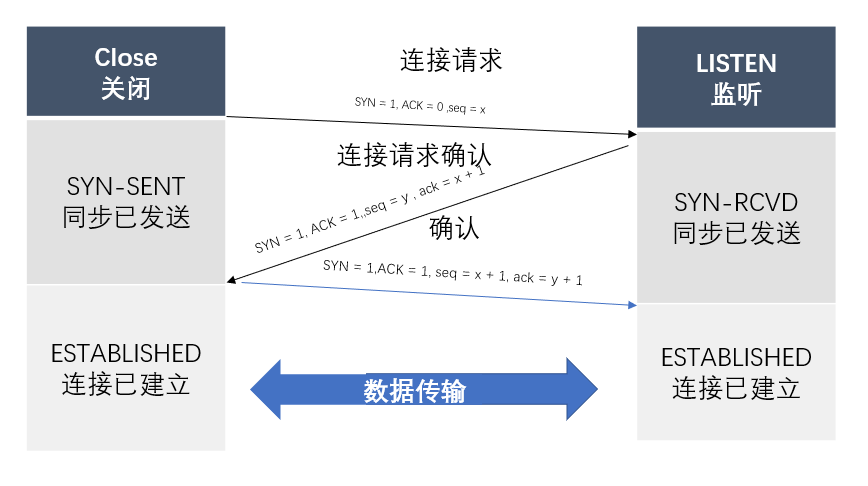 Close
关闭
连接请求
LISTEN
监听
SYN = 1, ACK = 0 ,seq = x
连接请求确认
SYN = 1, ACK = 1,,seq = y , ack = x + 1
SYN-SENT
同步已发送
确认
SYN-RCVD
同步已发送
SYN = 1,ACK = 1, seq = x + 1, ack = y + 1
ESTABLISHED
连接已建立
数据传输
ESTABLISHED
连接已建立